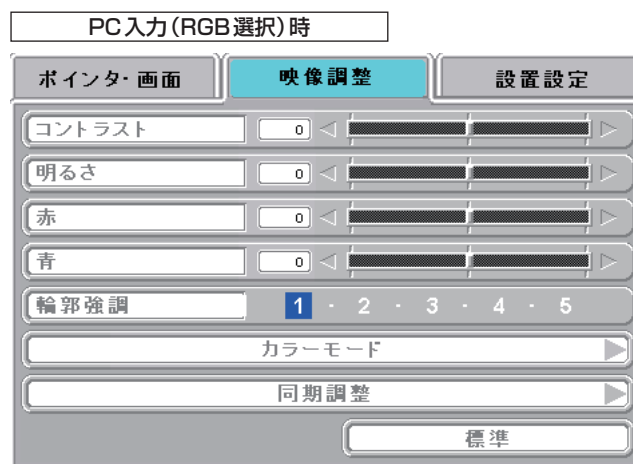 PC入力(RGB選択)時
ポインタ・画面 映像調整 設置設定
コントラスト 0
明るさ 0
赤 0
青 0
輪郭強調 1 - 2 - 3 - 4 - 5
カラーモード
同期調整
標準